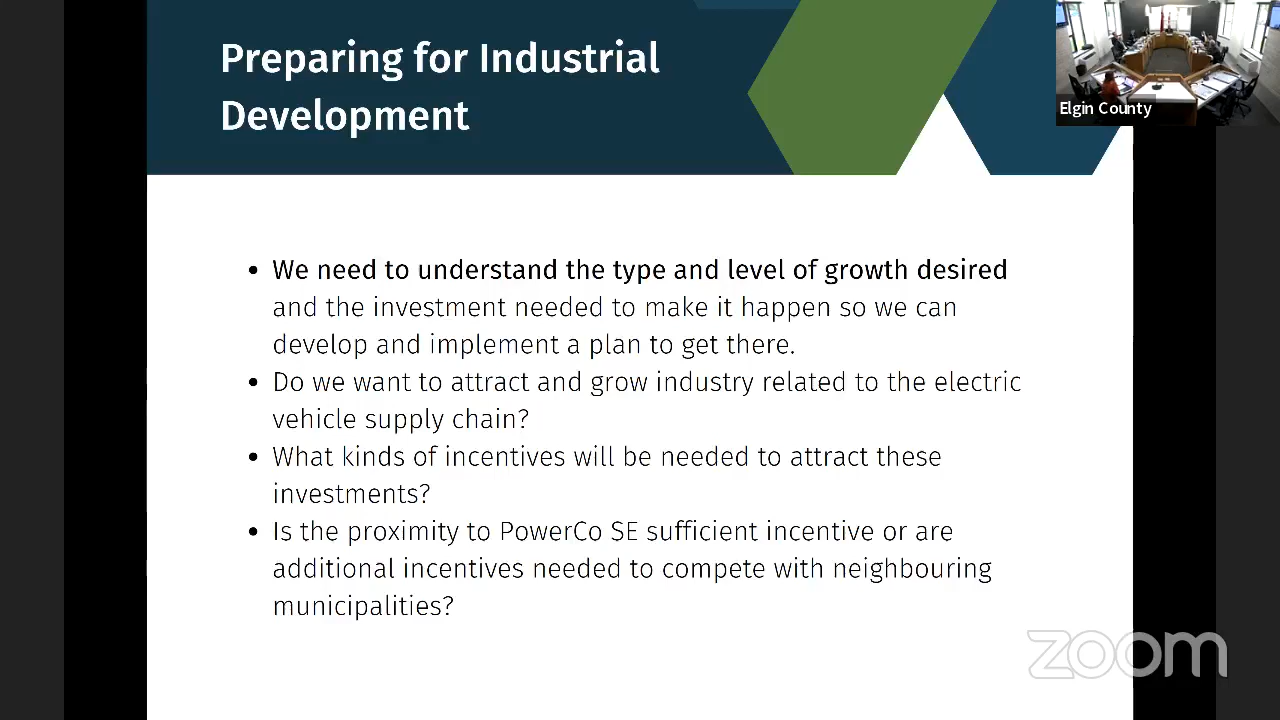 Preparing for Industrial
Development
Elgin County
• We need to understand the type and level of growth desired
and the investment needed to make it happen so we can
develop and implement a plan to get there.
• Do we want to attract and grow industry related to the electric
vehicle supply chain?
• What kinds of incentives will be needed to attract these
investments?
• Is the proximity to PowerCo SE sufficient incentive or are
additional incentives needed to compete with neighbouring
municipalities?
zoom